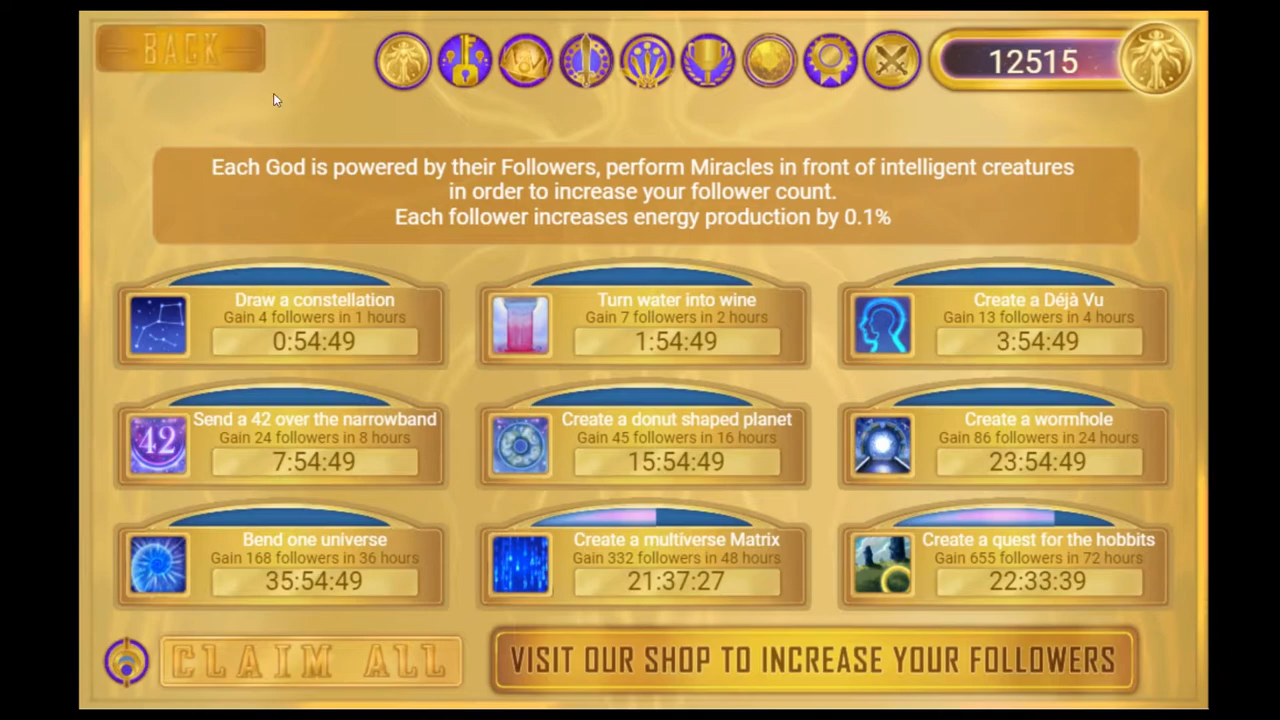 BACK
12515
Each God is powered by their Followers, perform Miracles in front of intelligent creatures
in order to increase your follower count.
Each follower increases energy production by 0.1%
Draw a constellation
Gain 4 followers in 1 hours
0:54:49
Turn water into wine
Gain 7 followers in 2 hours
1:54:49
Create a Déjà Vu
Gain 13 followers in 4 hours
3:54:49
42
Send a 42 over the narrowband
Gain 24 followers in 8 hours
7:54:49
Create a donut shaped planet
Gain 45 followers in 16 hours
15:54:49
Create a wormhole
Gain 86 followers in 24 hours
23:54:49
Bend one universe
Gain 168 followers in 36 hours
35:54:49
Create a multiverse Matrix
Gain 332 followers in 48 hours
21:37:27
Create a quest for the hobbits
Gain 655 followers in 72 hours
22:33:39
CLAIM ALL
VISIT OUR SHOP TO INCREASE YOUR FOLLOWERS